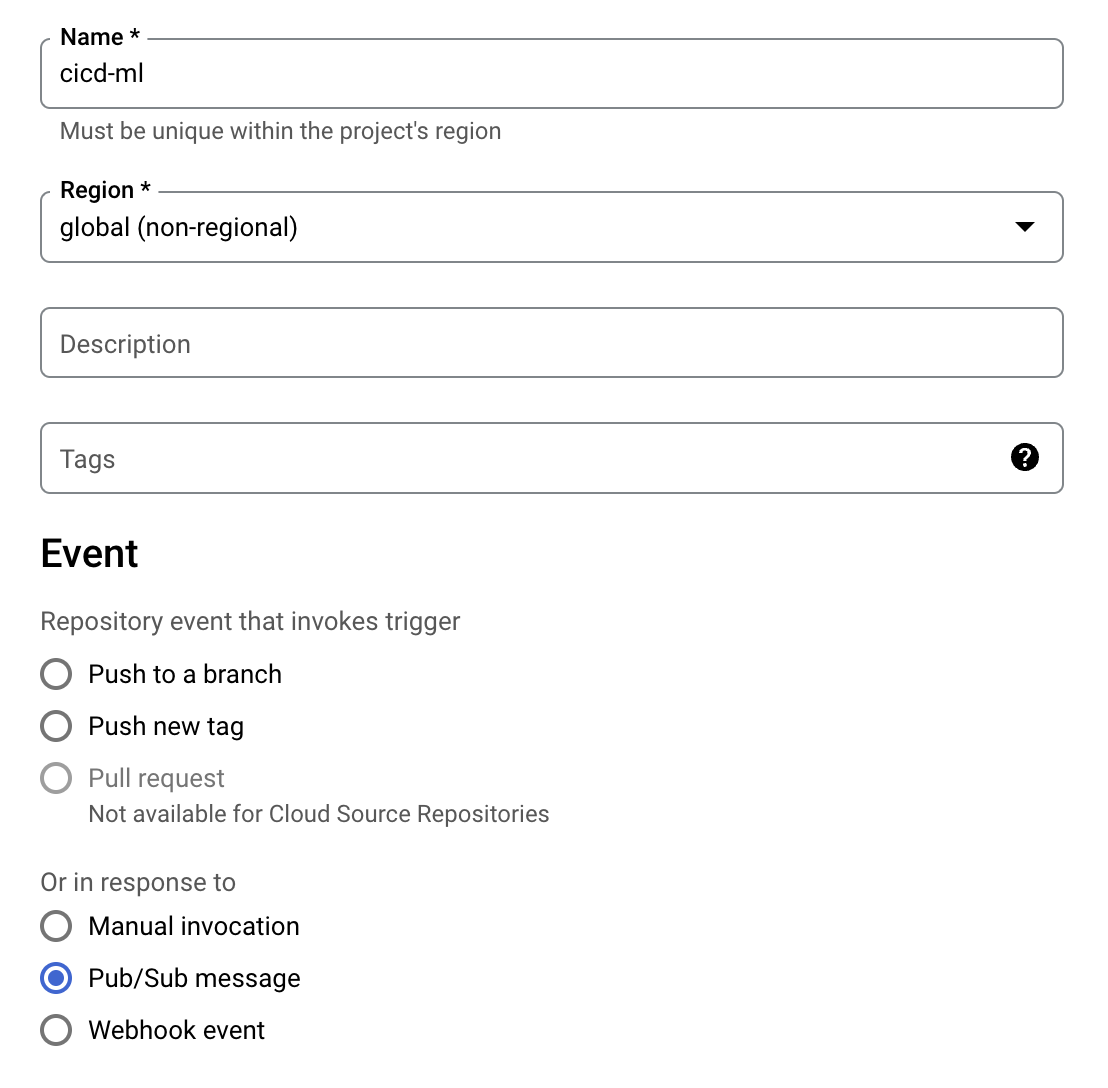 Name *
cicd-ml
Must be unique within the project's region
Region *
global (non-regional)
Description
Tags
?
Event
Repository event that invokes trigger
Push to a branch
Push new tag
Pull request
Not available for Cloud Source Repositories
Or in response to
Manual invocation
Pub/Sub message
Webhook event